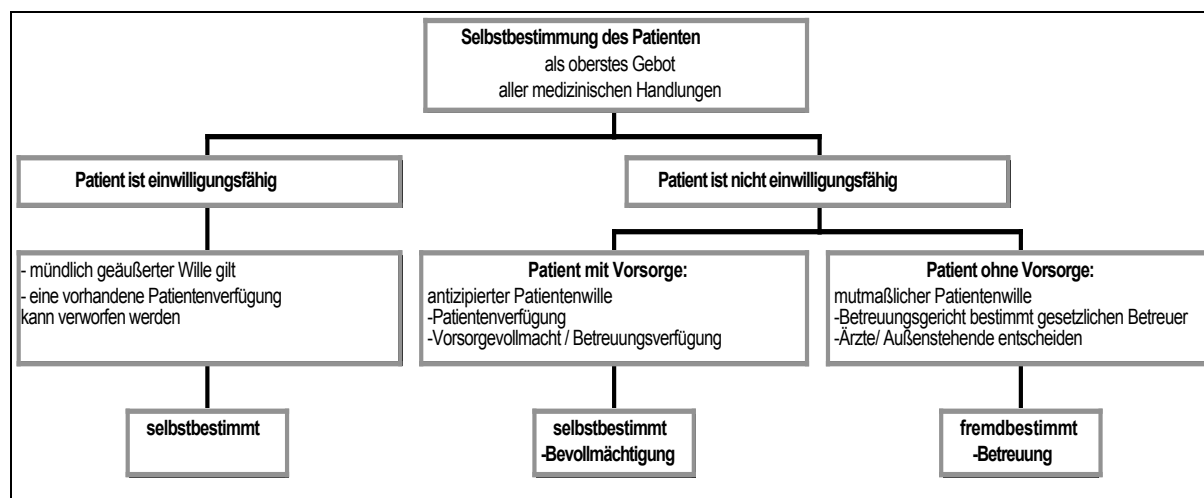 Selbstbestimmung des Patienten
als oberstes Gebot
aller medizinischen Handlungen
Patient ist einwilligungsfähig
Patient ist nicht einwilligungsfähig
- mündlich geäußerter Wille gilt
- eine vorhandene Patientenverfügung
kann verworfen werden
Patient mit Vorsorge:
antizipierter Patientenwille
-Patientenverfügung
-Vorsorgevollmacht / Betreuungsverfügung
Patient ohne Vorsorge:
mutmaßlicher Patientenwille
-Betreuungsgericht bestimmt gesetzlichen Betreuer
-Ärzte/ Außenstehende entscheiden
selbstbestimmt
selbstbestimmt
-Bevollmächtigung
fremdbestimmt
-Betreuung